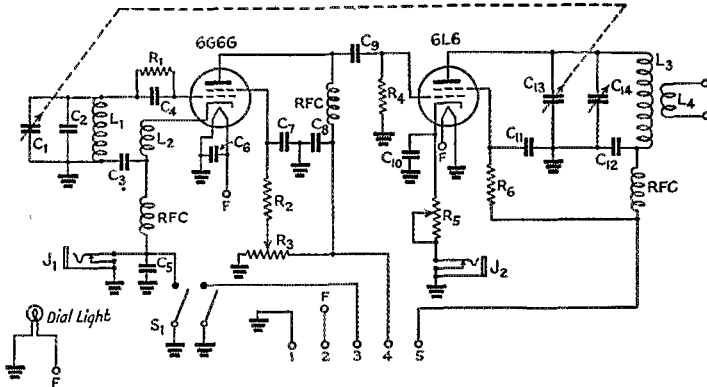 6G6G
C9
6L6
R1
C4
RFC
R4
C13
C14
L3
L4
C1
C2
L1
L2
C7
C8
C6
C3
F
C10
F
C11
C12
R2
R6
RFC
RFC
R3
R5
J1
C5
J2
S1
F
Dial Light
F
1
2
3
4
5